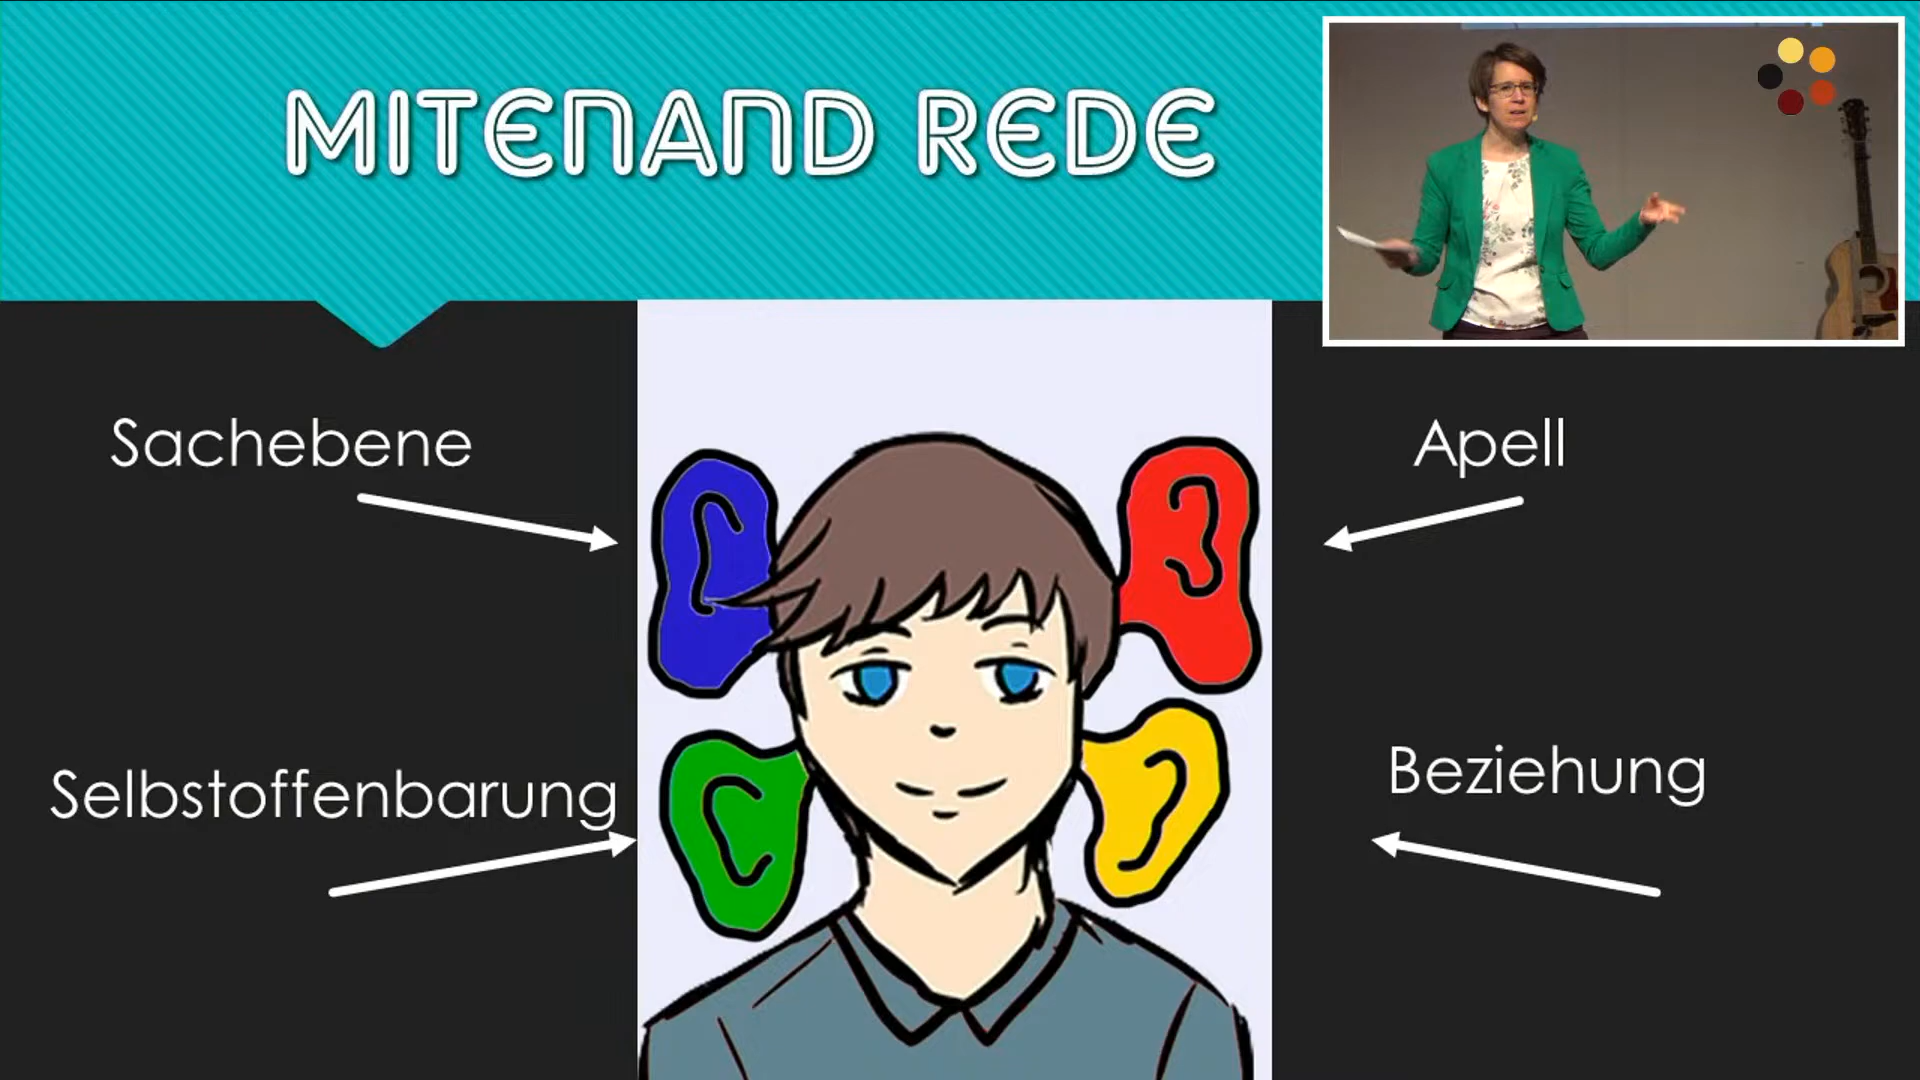 MITENAND REDE
Sachebene
Apell
Selbstoffenbarung
Beziehung